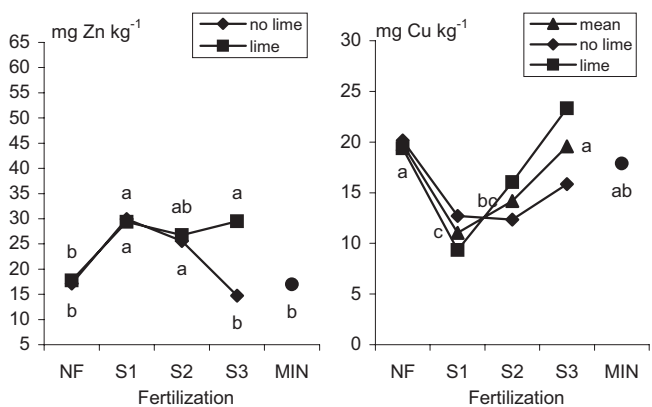 mg Zn kg-1
no lime
lime
65
60
55
50
45
40
35
30
25
20
15
10
5
a
ab
a
b
a
a
b
b
b
NF S1 S2 S3 MIN
Fertilization
mg Cu kg-1
mean
no lime
lime
30
25
20
15
10
5
0
a
c
bc
a
ab
NF S1 S2 S3 MIN
Fertilization